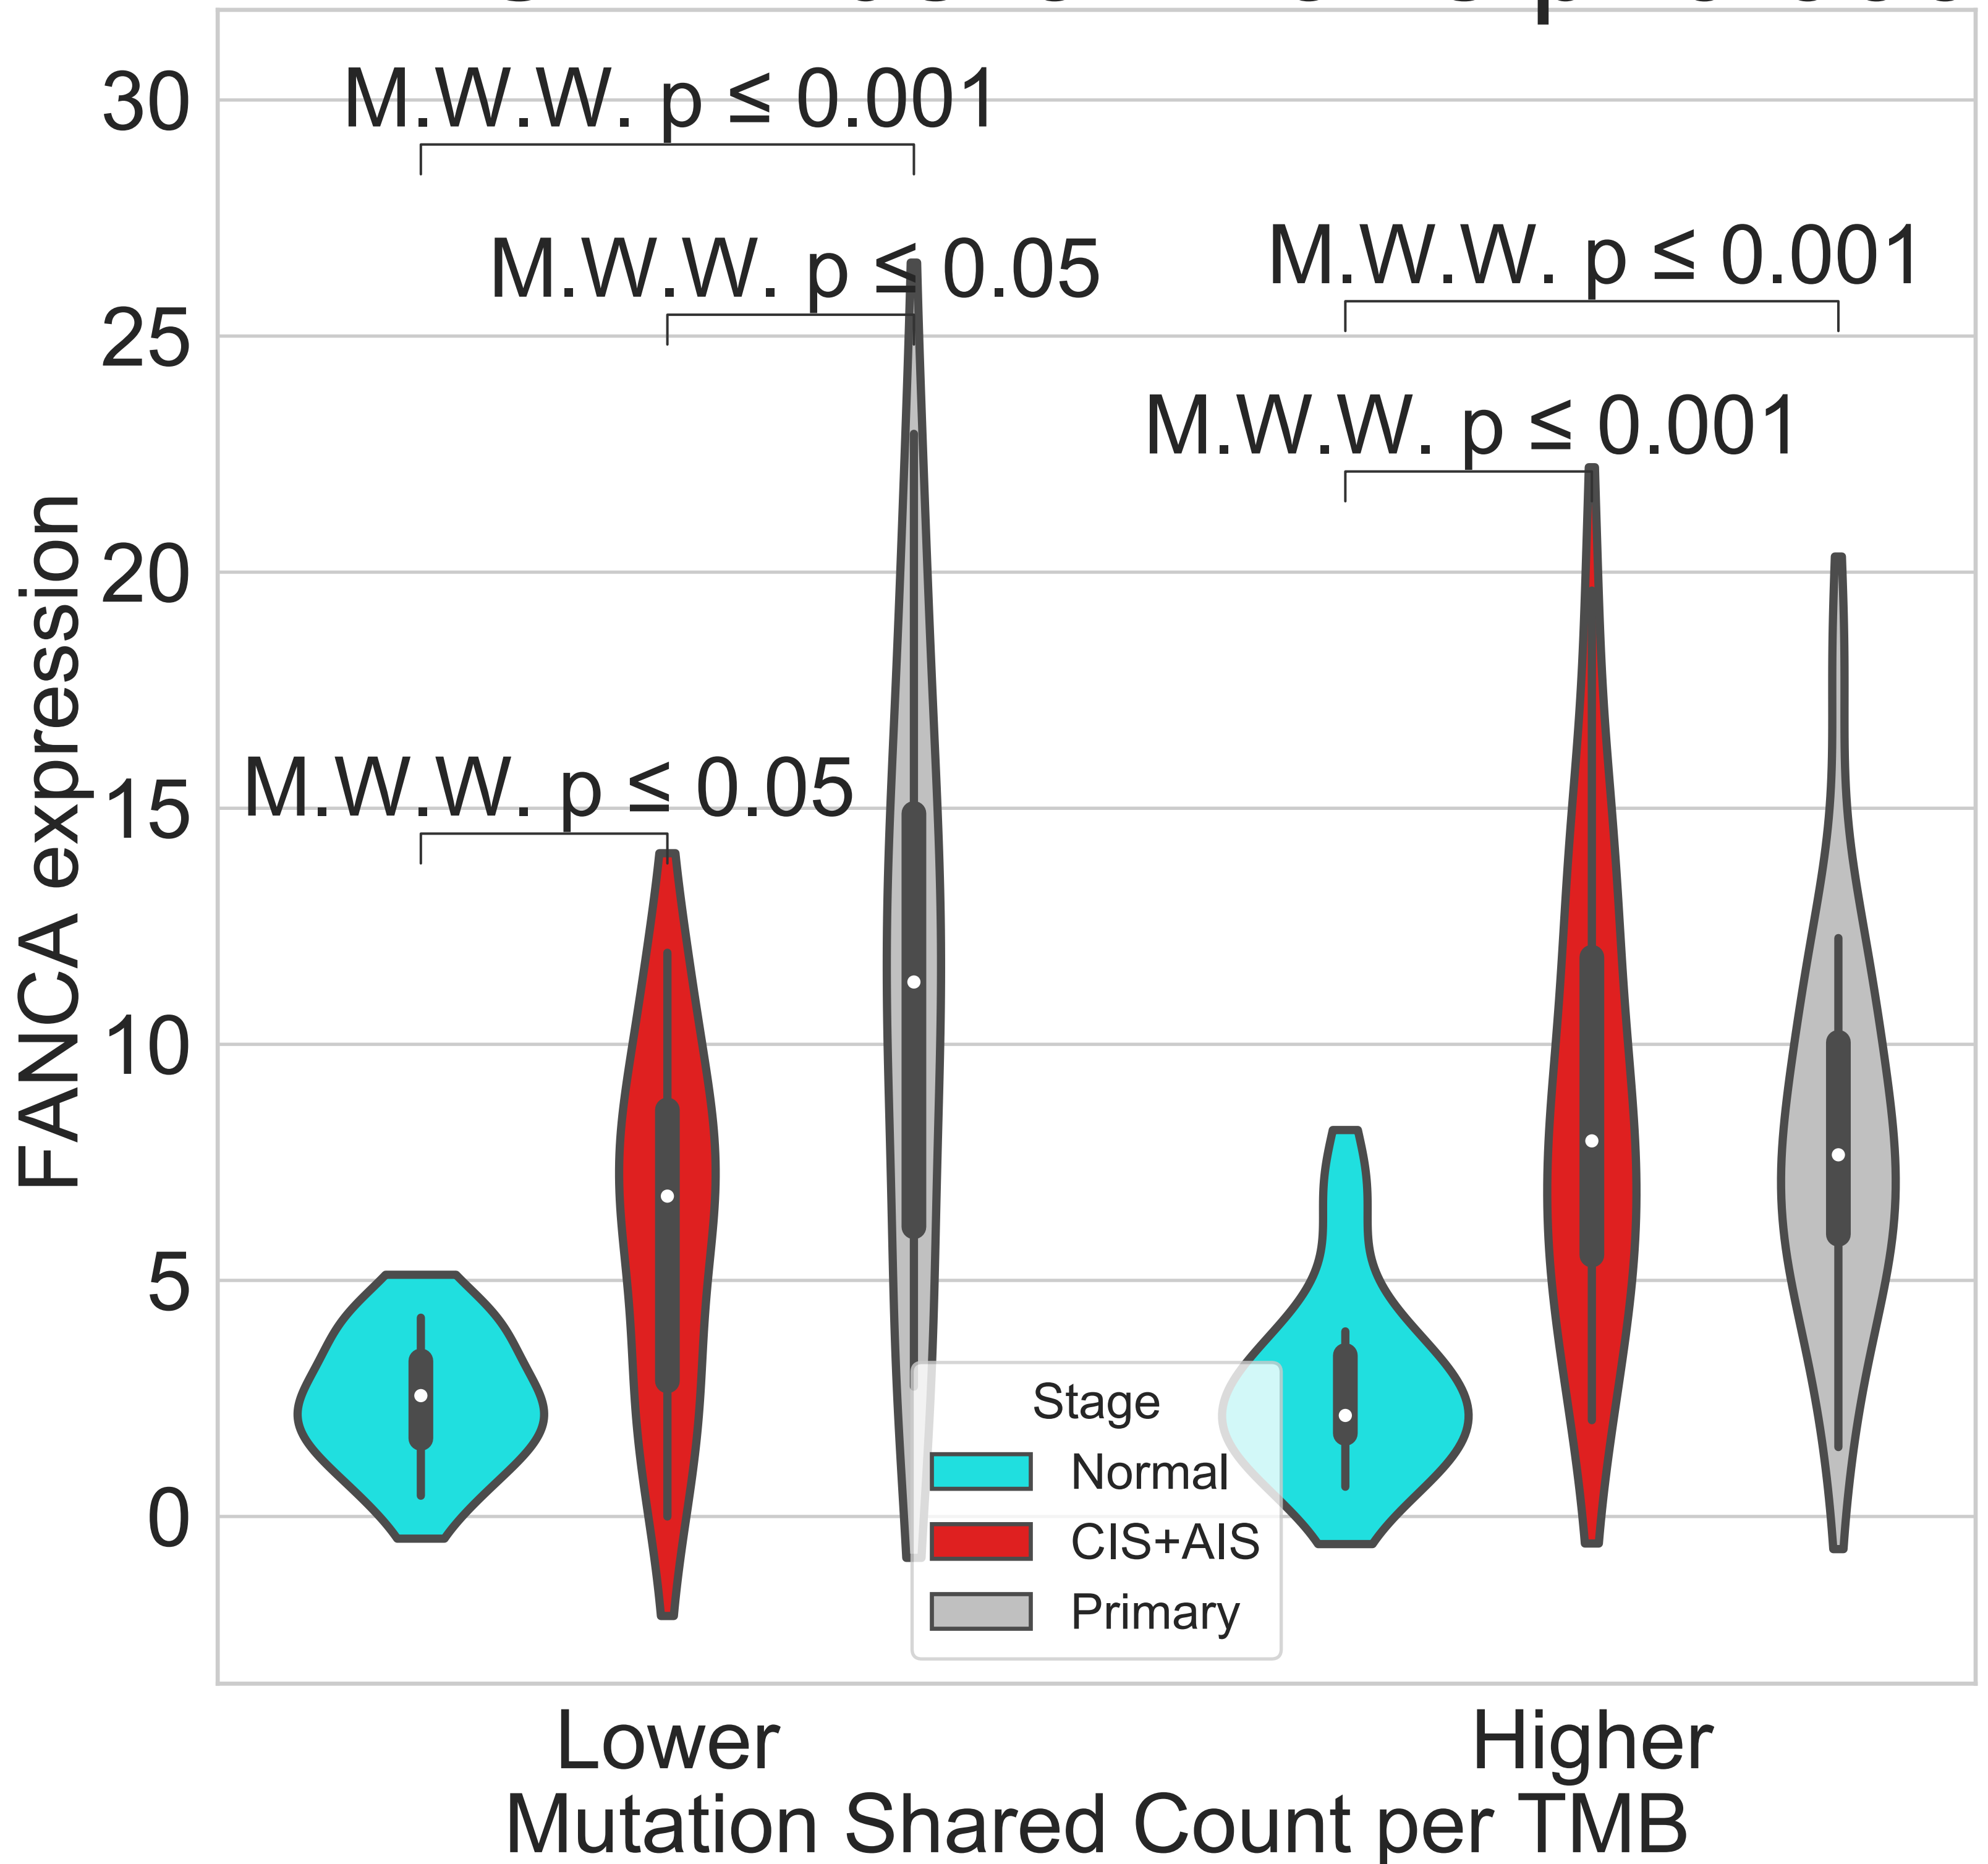 30
25
20
15
10
5
0
FANCA expression
M.W.W. p ≤ 0.001
M.W.W. p ≤ 0.05
M.W.W. p ≤ 0.001
M.W.W. p ≤ 0.001
M.W.W. p ≤ 0.05
Stage
Normal
CIS+AIS
Primary
Lower
Higher
Mutation Shared Count per TMB